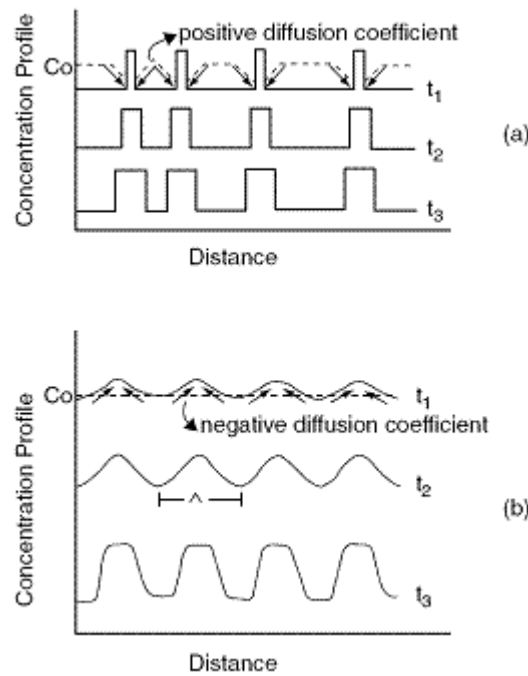 positive diffusion coefficient
Co
t1
t2
t3
(a)
Concentration Profile
Distance
Co
t1
negative diffusion coefficient
t2
Λ
t3
(b)
Concentration Profile
Distance